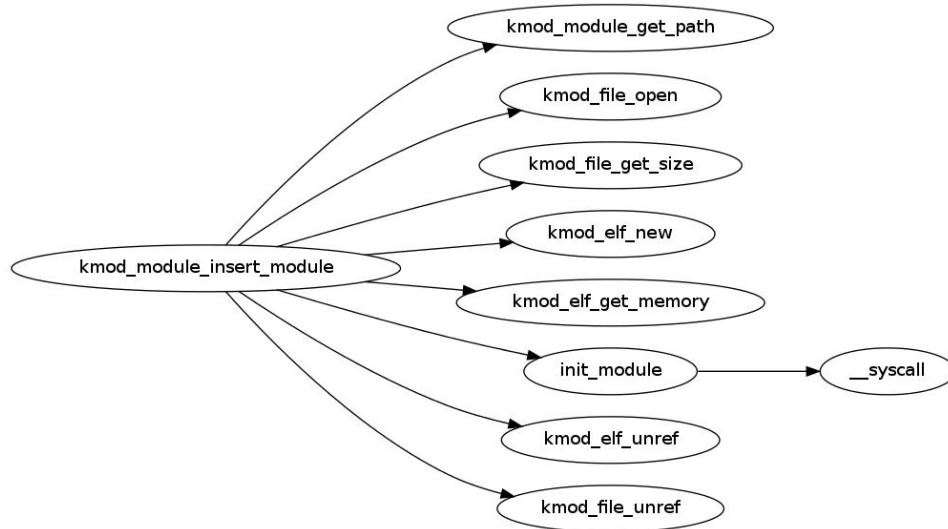 kmod_module_get_path
kmod_file_open
kmod_file_get_size
kmod_elf_new
kmod_module_insert_module
kmod_elf_get_memory
init_module
__syscall
kmod_elf_unref
kmod_file_unref